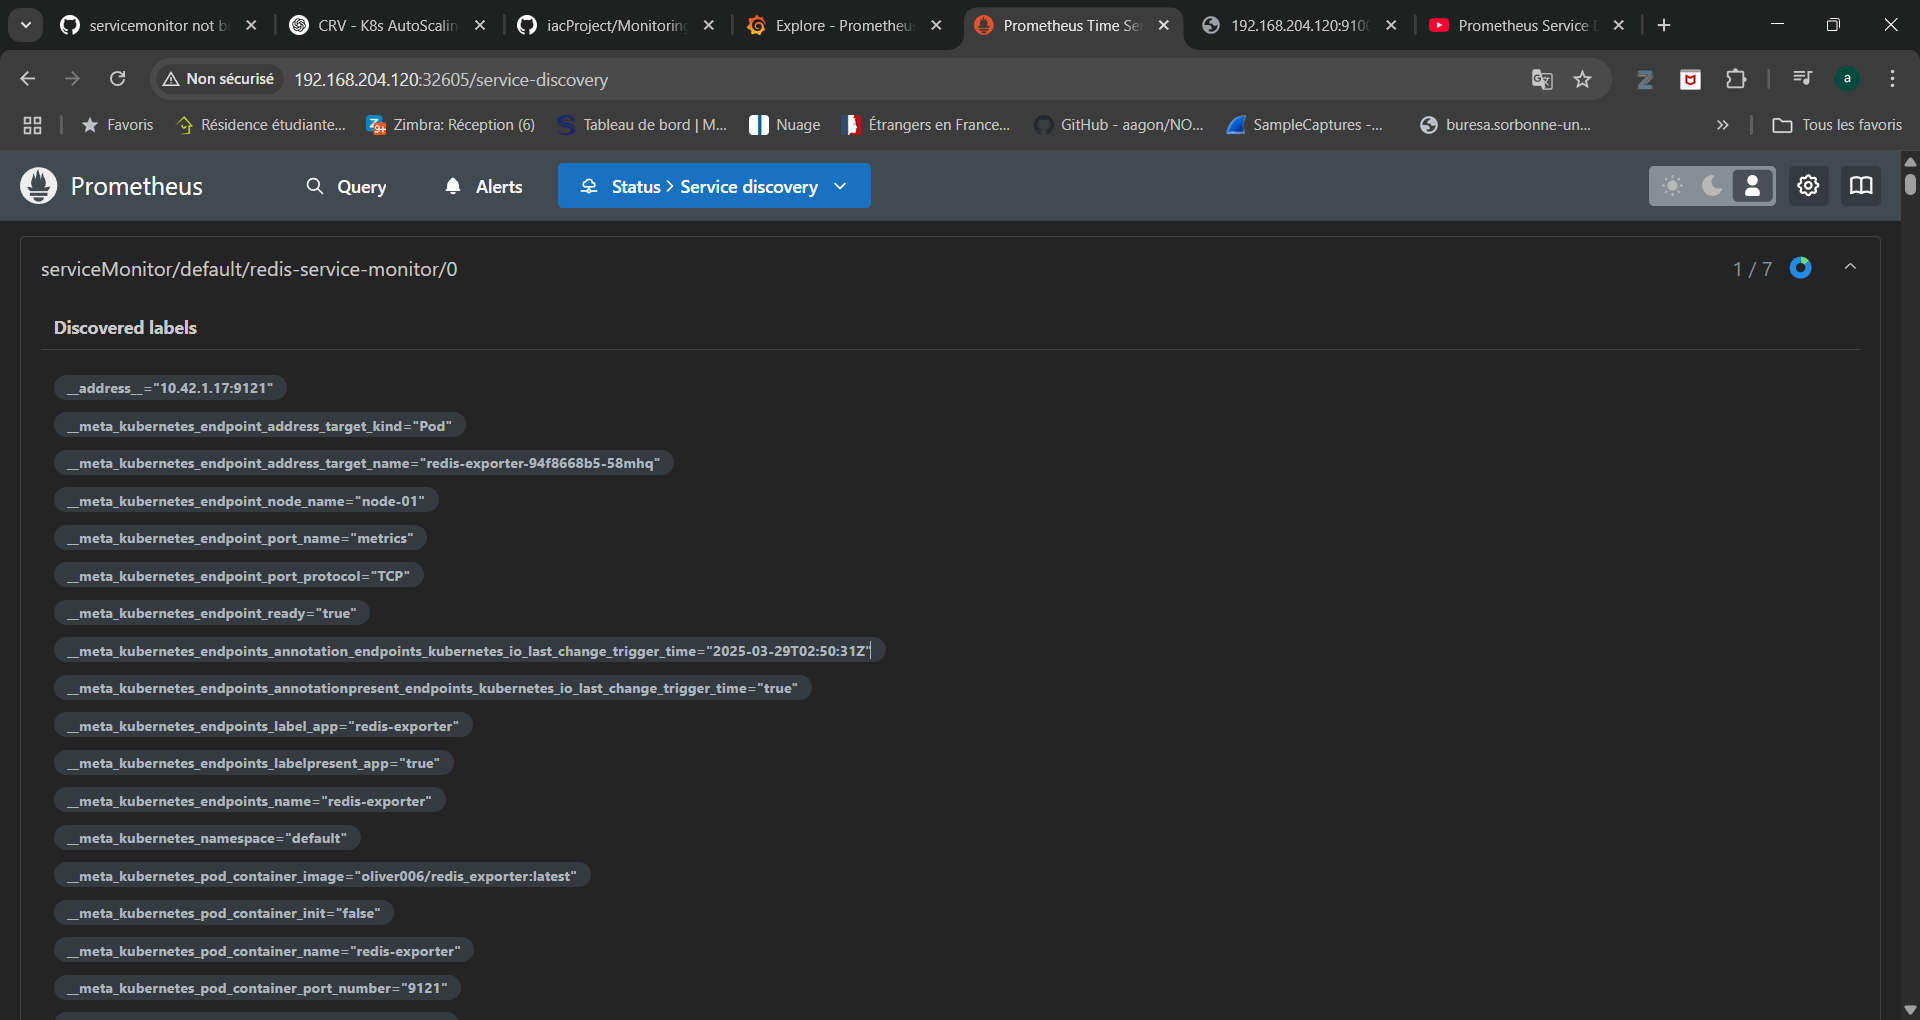 servicemonitor not b
CRV - K8s AutoScalin
iacProject/Monitoring
Explore - Prometheu
Prometheus Time Se
192.168.204.120:910
Prometheus Service
Non sécurisé
192.168.204.120:32605/service-discovery
a
Favoris
Résidence étudiante...
Zimbra: Réception (6)
Tableau de bord | M...
Nuage
Étrangers en France...
GitHub - aagon/NO...
SampleCaptures -...
buresa.sorbonne-un...
»
Tous les favoris
Prometheus
Query
Alerts
Status > Service discovery
serviceMonitor/default/redis-service-monitor/0
1 / 7
Discovered labels
__address__="10.42.1.17:9121"
__meta_kubernetes_endpoint_address_target_kind="Pod"
__meta_kubernetes_endpoint_address_target_name="redis-exporter-94f8668b5-58mhq"
__meta_kubernetes_endpoint_node_name="node-01"
__meta_kubernetes_endpoint_port_name="metrics"
__meta_kubernetes_endpoint_port_protocol="TCP"
__meta_kubernetes_endpoint_ready="true"
__meta_kubernetes_endpoints_annotation_endpoints_kubernetes_io_last_change_trigger_time="2025-03-29T02:50:31Z"
__meta_kubernetes_endpoints_annotationpresent_endpoints_kubernetes_io_last_change_trigger_time="true"
__meta_kubernetes_endpoints_label_app="redis-exporter"
__meta_kubernetes_endpoints_labelpresent_app="true"
__meta_kubernetes_endpoints_name="redis-exporter"
__meta_kubernetes_namespace="default"
__meta_kubernetes_pod_container_image="oliver006/redis_exporter:latest"
__meta_kubernetes_pod_container_init="false"
__meta_kubernetes_pod_container_name="redis-exporter"
__meta_kubernetes_pod_container_port_number="9121"